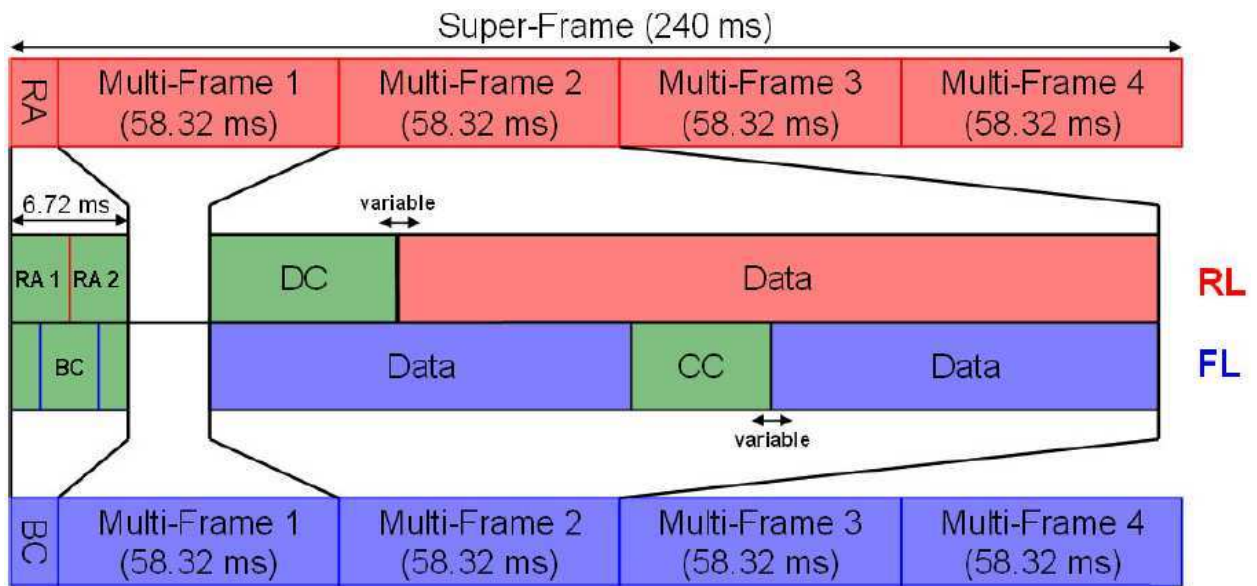 Super-Frame (240 ms)
RA
Multi-Frame 1
(58.32 ms)
Multi-Frame 2
(58.32 ms)
Multi-Frame 3
(58.32 ms)
Multi-Frame 4
(58.32 ms)
6.72 ms
variable
RA 1
RA 2
DC
Data
RL
BC
Data
CC
Data
FL
variable
BC
Multi-Frame 1
(58.32 ms)
Multi-Frame 2
(58.32 ms)
Multi-Frame 3
(58.32 ms)
Multi-Frame 4
(58.32 ms)